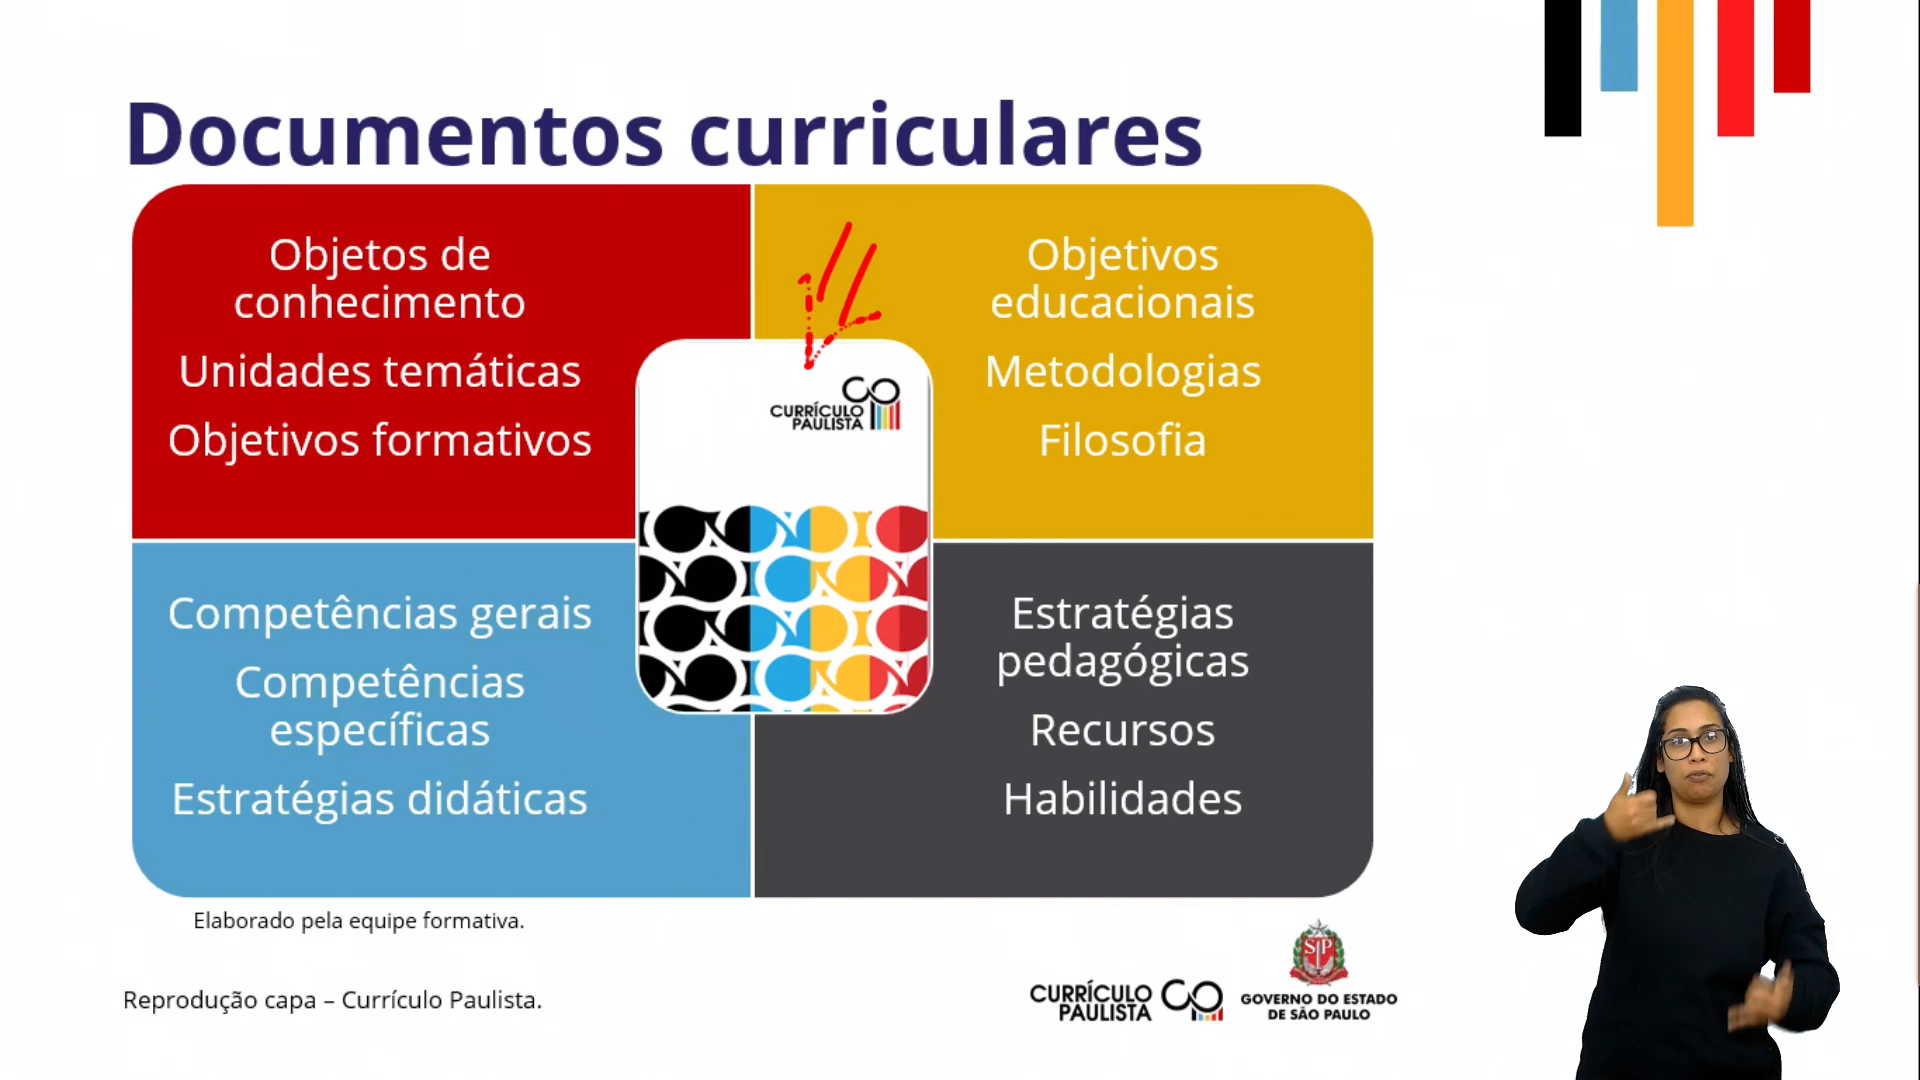 Documentos curriculares
Objetos de
conhecimento
Unidades temáticas
Objetivos formativos
Objetivos
educacionais
Metodologias
Filosofia
CURRÍCULO
PAULISTA
Competências gerais
Competências
específicas
Estratégias didáticas
Estratégias
pedagógicas
Recursos
Habilidades
Elaborado pela equipe formativa.
Reprodução capa – Currículo Paulista.
CURRÍCULO
PAULISTA
SP
GOVERNO DO ESTADO
DE SÃO PAULO